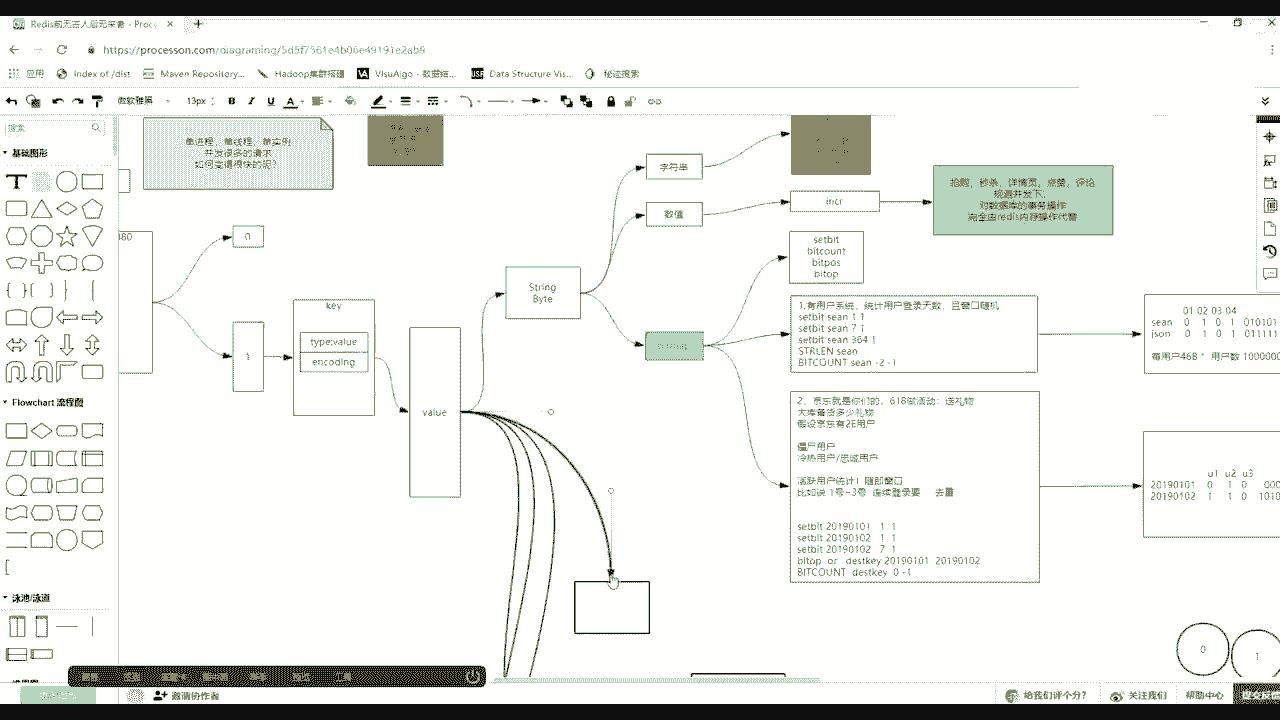 Redis前无古人后无来者 - Proc
https://processon.com/diagraming/5d5f7561e4b06e49191e2ab9
应用
Index of /dist
Maven Repository...
Hadoop集群搭建
VisuAlgo - 数据结...
Data Structure Vis...
秘迹搜索
微软雅黑
13px
B
I
U
A
搜索
基础图形
T
Flowchart 流程图
泳池/泳道
单进程、单线程、单实例
并发很多的请求
如何变得很快的呢?
480
0
1
key
type:value
encoding
value
String
Byte
字符串
数值
incr
抢购，秒杀，详情页，点赞，评论
规避并发下，
对数据库的事务操作
完全由redis内存操作代替
setbit
bitcount
bitpos
bitop
1,有用户系统，统计用户登录天数，且窗口随机
setbit sean 1 1
setbit sean 7 1
setbit sean 364 1
STRLEN sean
BITCOUNT sean -2 -1
01 02 03 04
sean 0 1 0 1 010101
json 0 1 0 1 011111
每用户46B * 用户数 1000000
2，京东就是你们的，618做活动：送礼物
大库备货多少礼物
假设京东有2E用户
僵尸用户
冷热用户/忠诚用户
活跃用户统计！随即窗口
比如说 1号~3号 连续登录要 去重
setbit 20190101 1 1
setbit 20190102 1 1
setbit 20190102 7 1
bitop or destkey 20190101 20190102
BITCOUNT destkey 0 -1
u1 u2 u3
20190101 0 1 0 000
20190102 1 1 0 1010
0
1
邀请协作者
给我们评个分?
关注我们
帮助中心
提交反馈